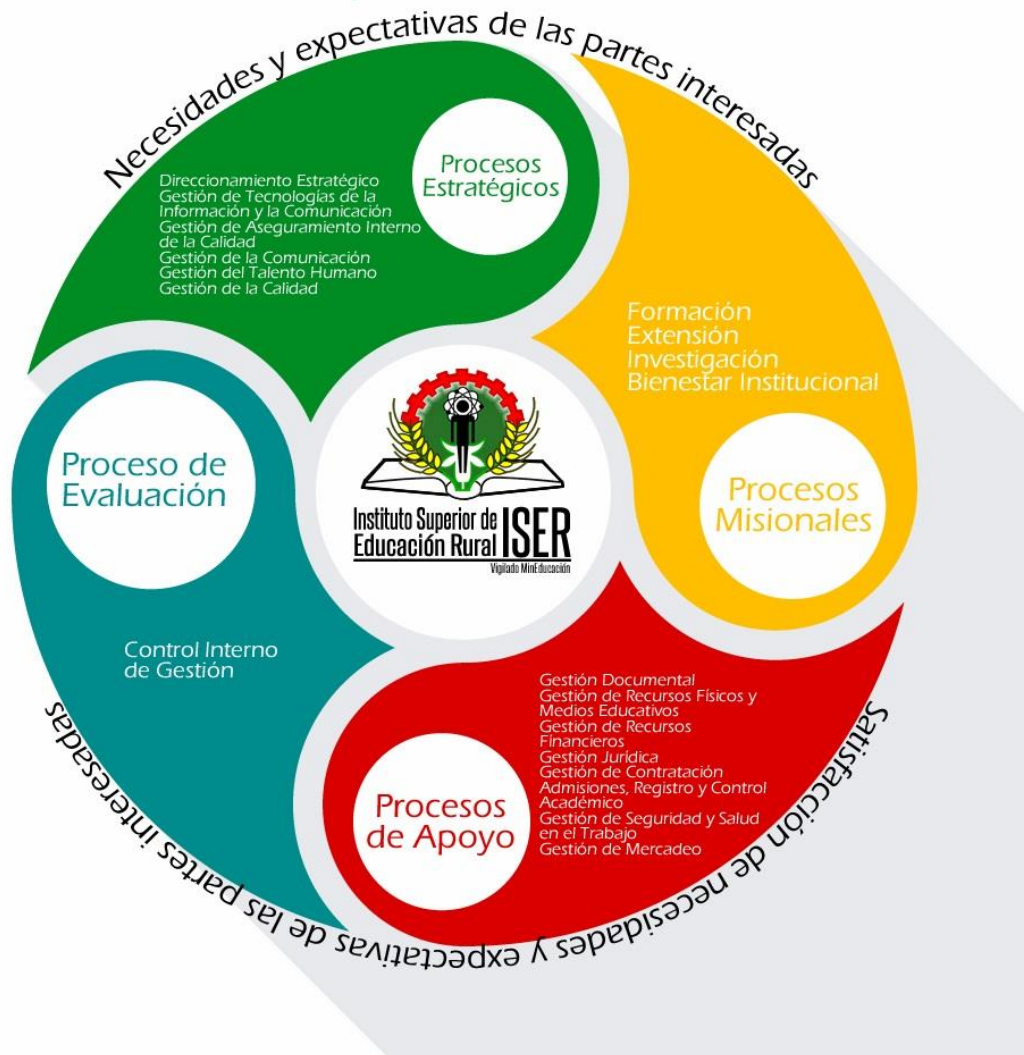 Necesidades y expectativas de las partes interesadas
Procesos
Estratégicos
Direccionamiento Estratégico
Gestión de Tecnologías de la
Información y la Comunicación
Gestión de Aseguramiento Interno
de la Calidad
Gestión de la Comunicación
Gestión del Talento Humano
Gestión de la Calidad
Formación
Extensión
Investigación
Bienestar Institucional
Procesos
Misionales
Proceso de
Evaluación
Control Interno
de Gestión
Instituto Superior de
Educación Rural
ISER
Vigilado MinEducación
Procesos
de Apoyo
Gestión Documental
Gestión de Recursos Físicos y
Medios Educativos
Gestión de Recursos
Financieros
Gestión Jurídica
Gestión de Contratación
Admisiones, Registro y Control
Académico
Gestión de Seguridad y Salud
en el Trabajo
Gestión de Mercadeo
Satisfacción de necesidades y expectativas de las partes interesadas